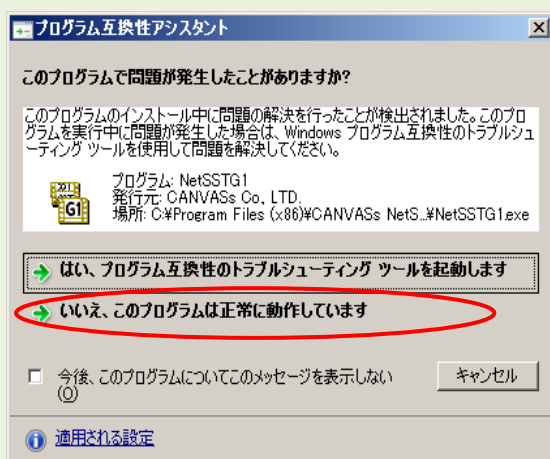 プログラム互換性アシスタント
このプログラムで問題が発生したことがありますか?
このプログラムのインストール中に問題の解決を行ったことが検出されました。このプロ
グラムを実行中に問題が発生した場合は、Windows プログラム互換性のトラブルシュ
ーティング ツールを使用して問題を解決してください。
プログラム: NetSSTG1
発行元: CANVASs Co, LTD.
場所: C:¥Program Files (x86)¥CANVASs NetS...¥NetSSTG1.exe
G1
はい、プログラム互換性のトラブルシューティング ツールを起動します
いいえ、このプログラムは正常に動作しています
今後、このプログラムについてこのメッセージを表示しない
(O)
キャンセル
適用される設定